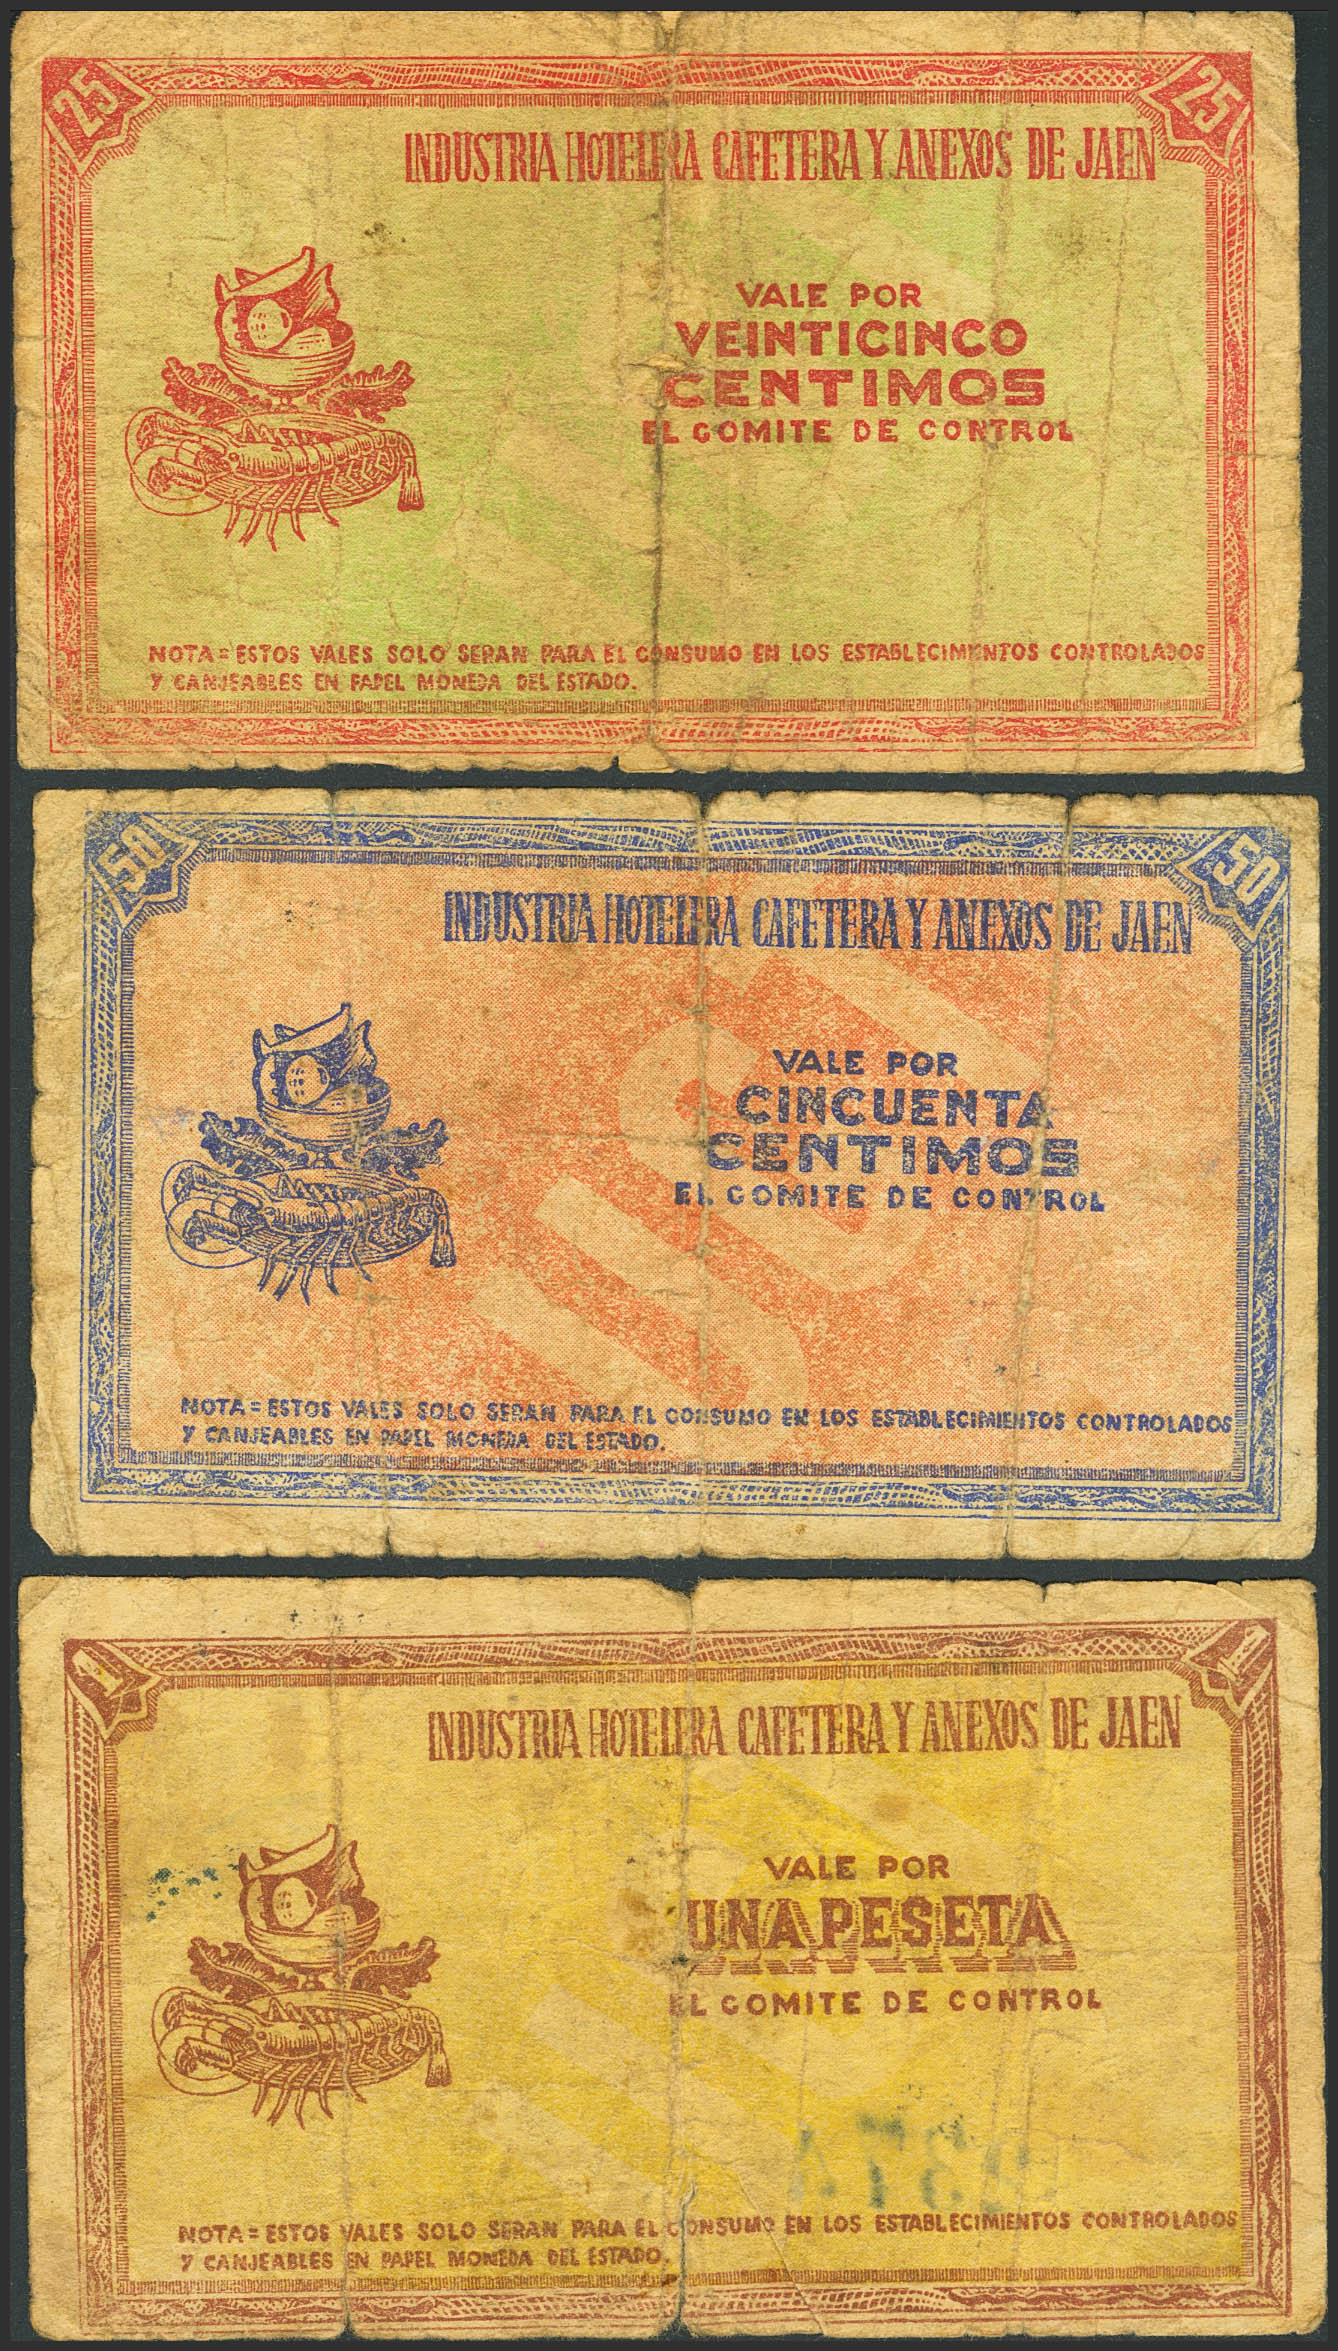 25 25
INDUSTRIA HOTELERA CAFETERA Y ANEXOS DE JAEN
VALE POR
VEINTICINCO
CENTIMOS
EL COMITE DE CONTROL
NOTA = ESTOS VALES SOLO SERAN PARA EL CONSUMO EN LOS ESTABLECIMIENTOS CONTROLADOS
Y CANJEABLES EN PAPEL MONEDA DEL ESTADO.
50 50
INDUSTRIA HOTELERA CAFETERA Y ANEXOS DE JAEN
VALE POR
CINCUENTA
CENTIMOS
EL COMITE DE CONTROL
NOTA = ESTOS VALES SOLO SERAN PARA EL CONSUMO EN LOS ESTABLECIMIENTOS CONTROLADOS
Y CANJEABLES EN PAPEL MONEDA DEL ESTADO.
1 1
INDUSTRIA HOTELERA CAFETERA Y ANEXOS DE JAEN
VALE POR
UNA PESETA
EL COMITE DE CONTROL
NOTA = ESTOS VALES SOLO SERAN PARA EL CONSUMO EN LOS ESTABLECIMIENTOS CONTROLADOS
Y CANJEABLES EN PAPEL MONEDA DEL ESTADO.